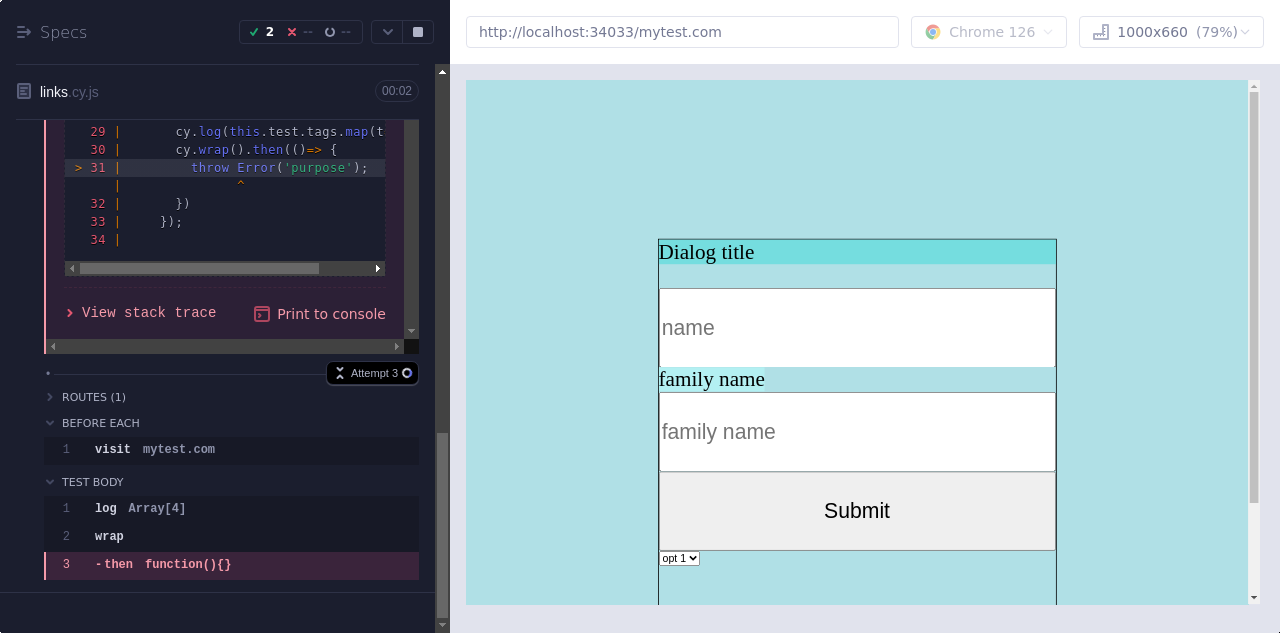 Specs
2 -- --
links.cy.js 00:02
29 | cy.log(this.test.tags.map(t
30 | cy.wrap().then(()=> {
> 31 | throw Error('purpose');
| ^
32 | })
33 | });
34 |
View stack trace Print to console
Attempt 3
ROUTES (1)
BEFORE EACH
1 visit mytest.com
TEST BODY
1 log Array[4]
2 wrap
3 -then function(){}
http://localhost:34033/mytest.com
Chrome 126
1000x660 (79%)
Dialog title
name
family name
family name
Submit
opt 1